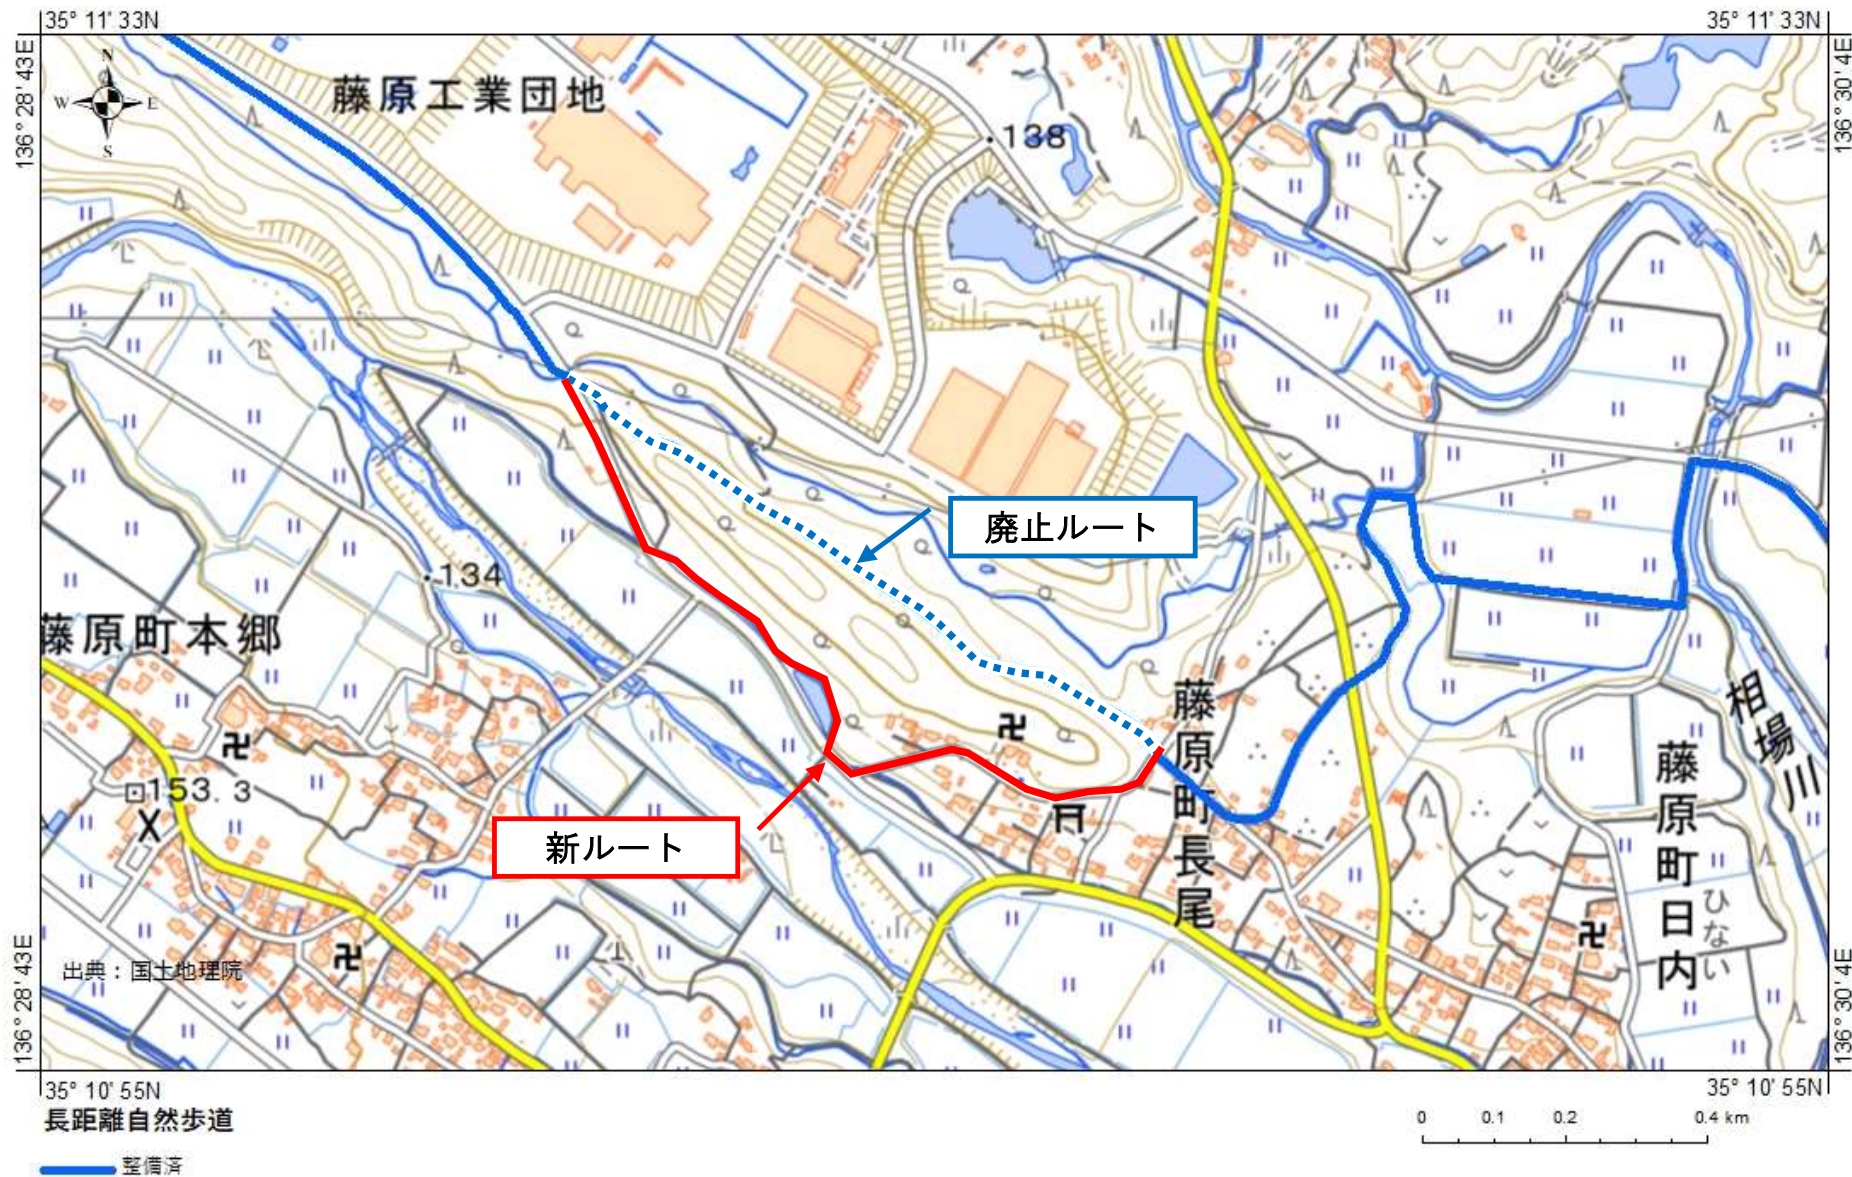 35° 11' 33N
35° 11' 33N
136° 28' 43E
136° 30' 4E
N
W
E
S
藤原工業団地
138
廃止ルート
134
藤原町本郷
藤原町長尾
相場川
153.3
新ルート
藤原町日内
ひない
出典：国土地理院
136° 28' 43E
136° 30' 4E
35° 10' 55N
35° 10' 55N
長距離自然歩道
0 0.1 0.2 0.4 km
整備済